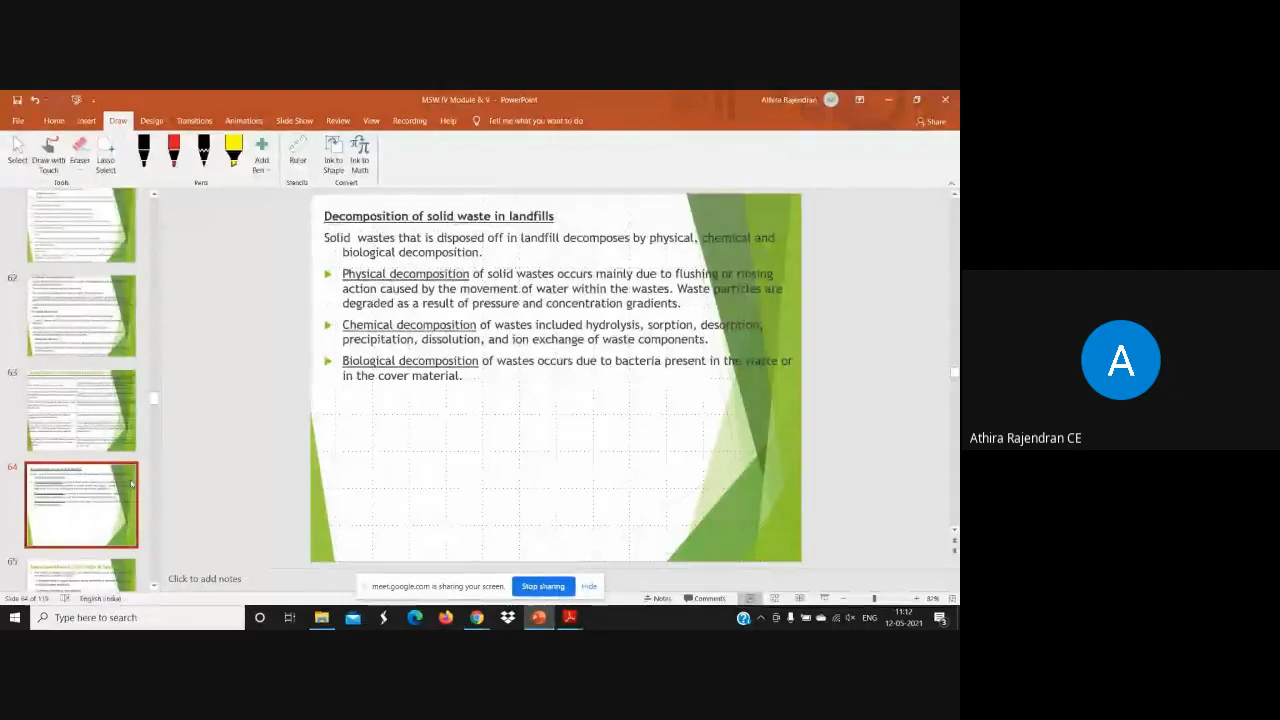 MSW IV Module & V - PowerPoint
Athira Rajendran
File Home Insert Draw Design Transitions Animations Slide Show Review View Recording Help Tell me what you want to do
Share
Select Draw with Touch Eraser Lasso Select
Add Pen
Ruler
Ink to Shape Ink to Math
Tools Pens Stencils Convert
62
63
64
65
Decomposition of solid waste in landfills
Solid wastes that is disposed off in landfill decomposes by physical, chemical and
biological decomposition.
Physical decomposition of solid wastes occurs mainly due to flushing or rinsing
action caused by the movement of water within the wastes. Waste particles are
degraded as a result of pressure and concentration gradients.
Chemical decomposition of wastes included hydrolysis, sorption, desorption,
precipitation, dissolution, and ion exchange of waste components.
Biological decomposition of wastes occurs due to bacteria present in the waste or
in the cover material.
A
Athira Rajendran CE
Click to add notes
meet.google.com is sharing your screen. Stop sharing Hide
Slide 64 of 119 English (India)
Notes Comments 82%
Type here to search
ENG
11:12
12-05-2021